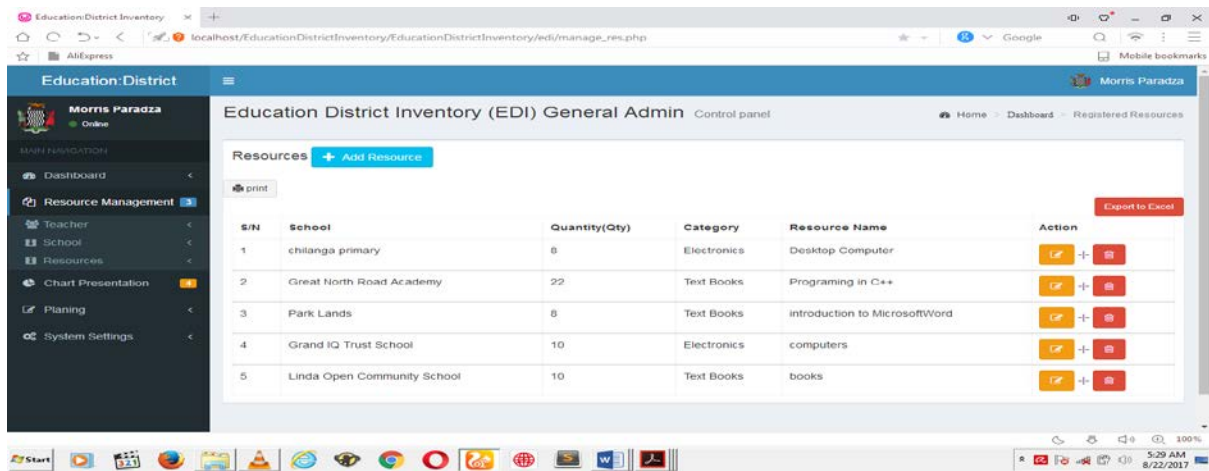 Education:District Inventory
localhost/EducationDistrictInventory/EducationDistrictInventory/edi/manage_res.php
Google
AliExpress
Mobile bookmarks
Education:District
Morris Paradza
Morris Paradza
Online
Education District Inventory (EDI) General Admin Control panel
Home > Dashboard > Registered Resources
MAIN NAVIGATION
Dashboard
Resource Management 3
Teacher
School
Resources
Chart Presentation 4
Planing
System Settings
Resources + Add Resource
print
Export to Excel
S/N School Quantity(Qty) Category Resource Name Action
1 chilanga primary 8 Electronics Desktop Computer
2 Great North Road Academy 22 Text Books Programing in C++
3 Park Lands 8 Text Books introduction to MicrosoftWord
4 Grand IQ Trust School 10 Electronics computers
5 Linda Open Community School 10 Text Books books
100%
Start
321
5:29 AM
8/22/2017